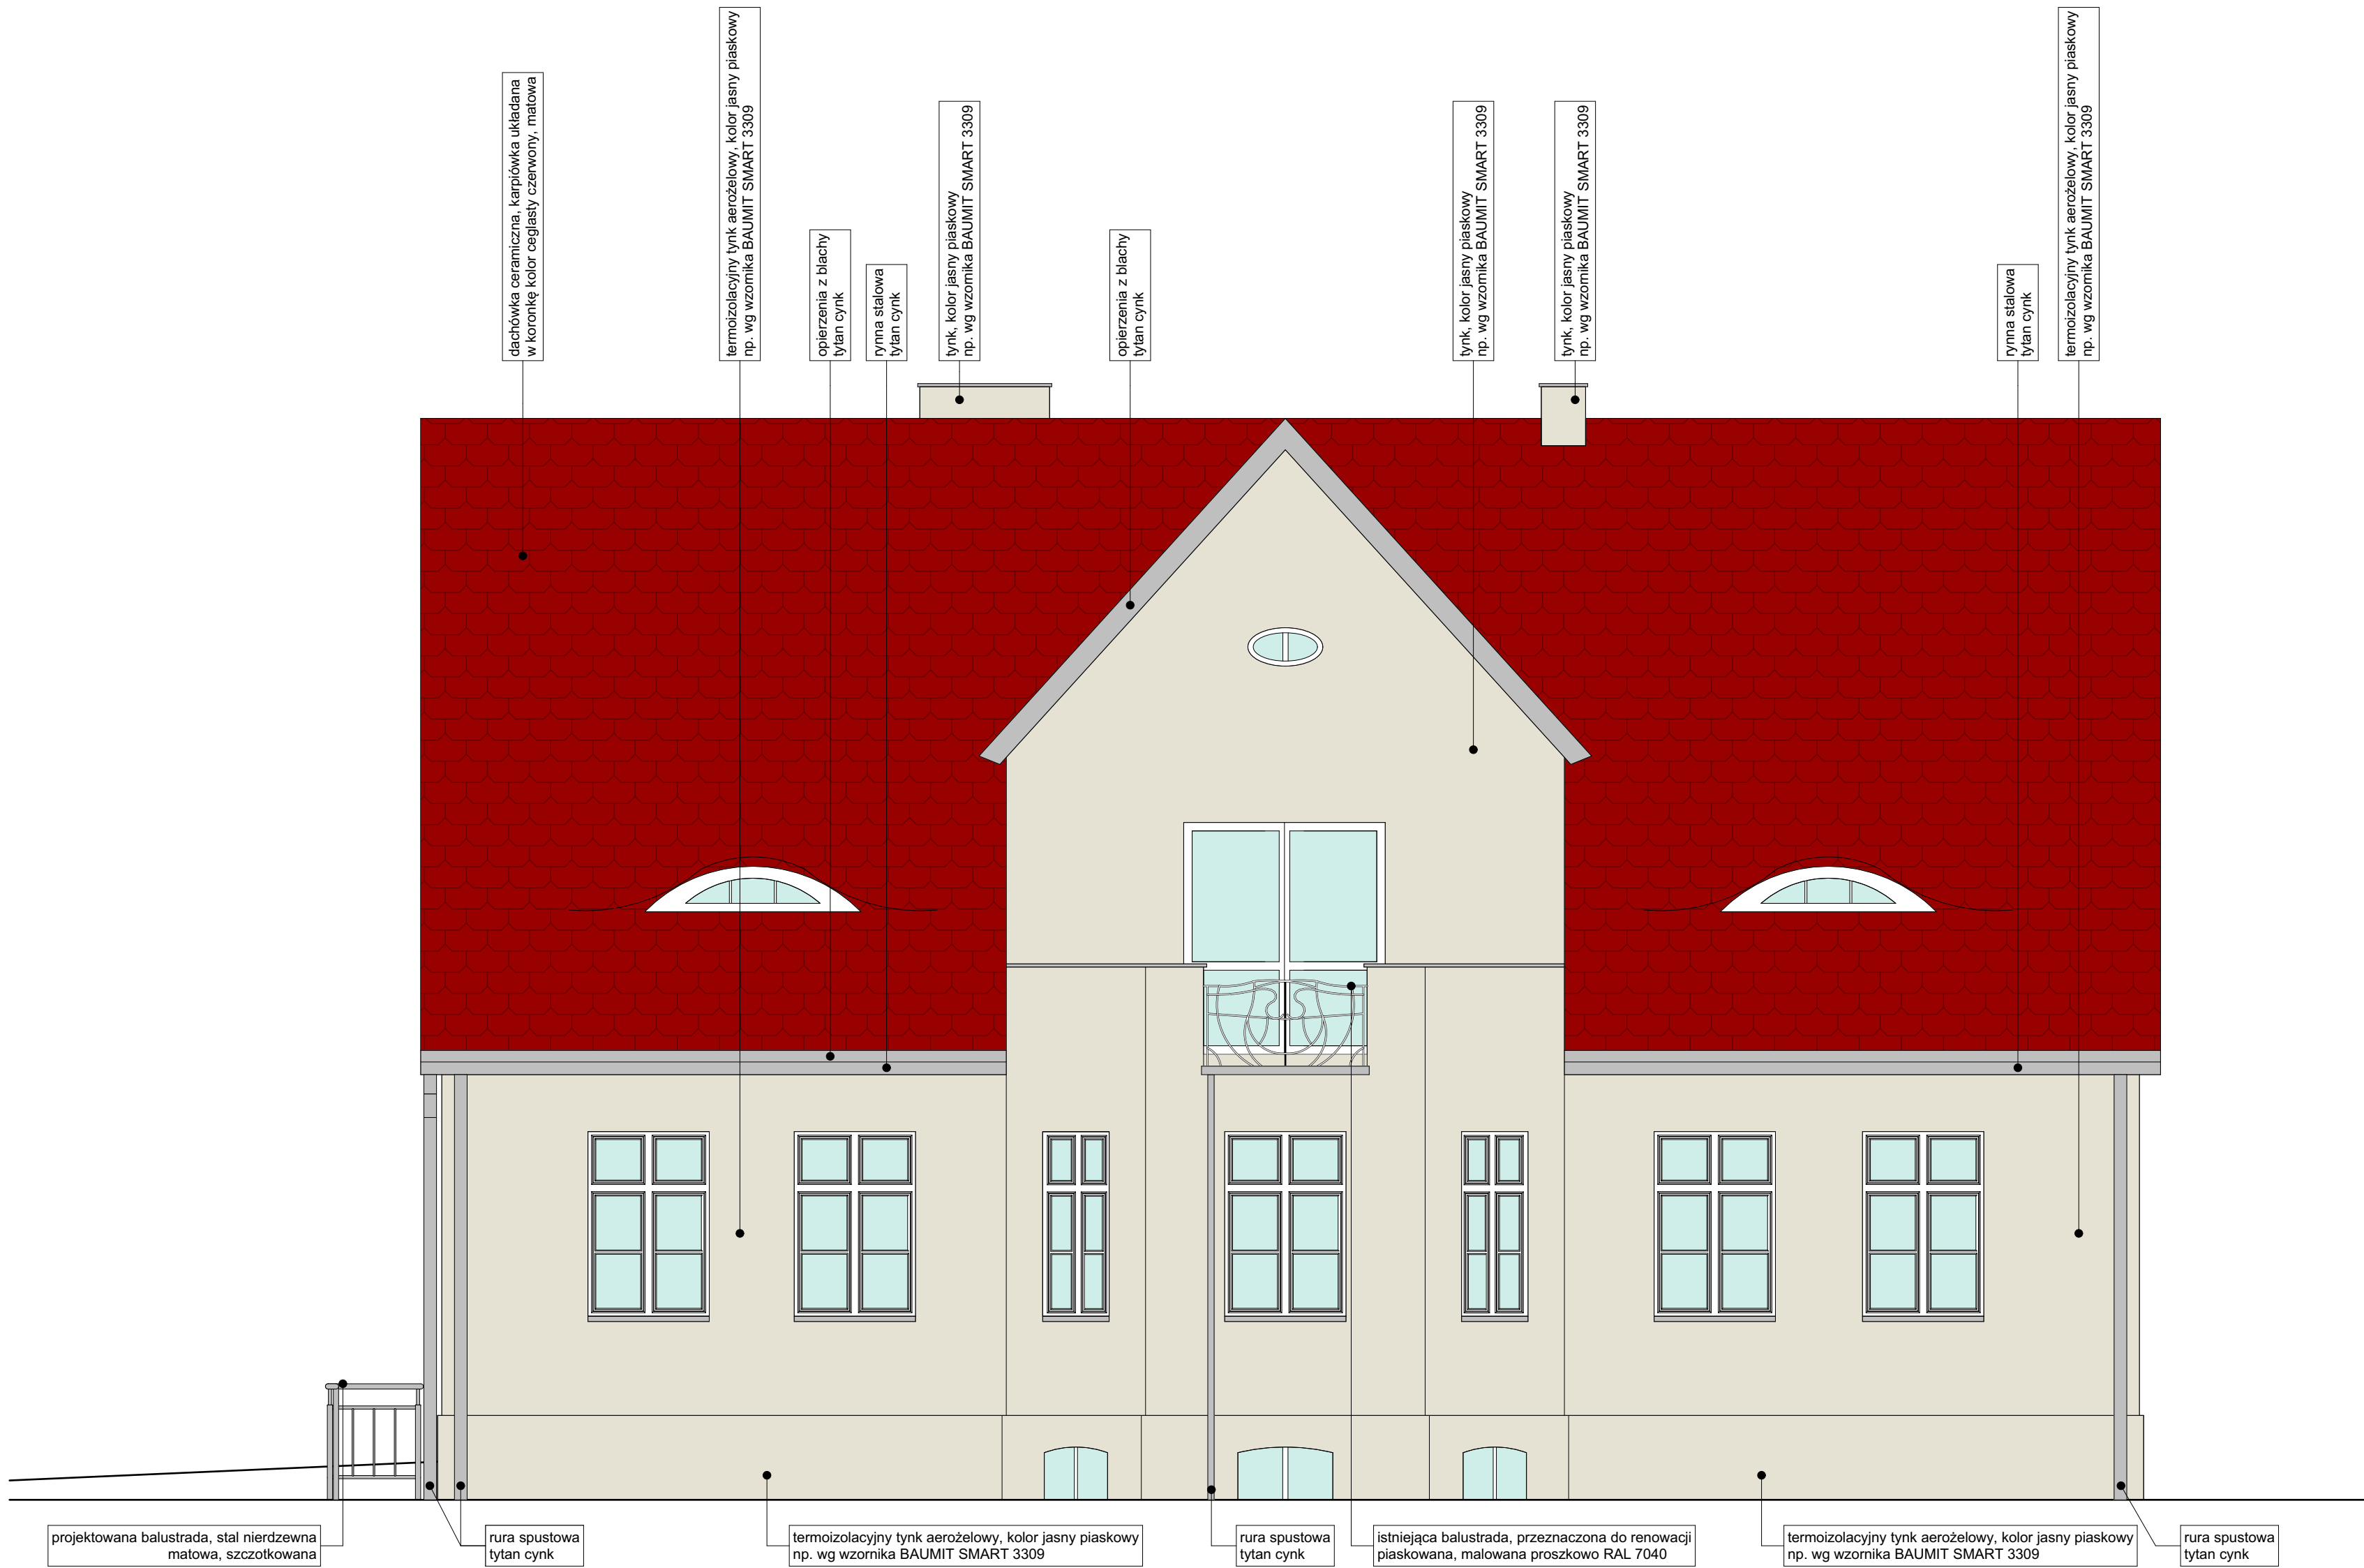 dachówka ceramiczna, karpiówka układana
w koronkę kolor ceglasty czerwony, matowa
termoizolacyjny tynk aerożelowy, kolor jasny piaskowy
np. wg wzornika BAUMIT SMART 3309
opierzenia z blachy
tytan cynk
rynna stalowa
tytan cynk
tynk, kolor jasny piaskowy
np. wg wzornika BAUMIT SMART 3309
opierzenia z blachy
tytan cynk
tynk, kolor jasny piaskowy
np. wg wzornika BAUMIT SMART 3309
tynk, kolor jasny piaskowy
np. wg wzornika BAUMIT SMART 3309
rynna stalowa
tytan cynk
termoizolacyjny tynk aerożelowy, kolor jasny piaskowy
np. wg wzornika BAUMIT SMART 3309
projektowana balustrada, stal nierdzewna
matowa, szczotkowana
rura spustowa
tytan cynk
termoizolacyjny tynk aerożelowy, kolor jasny piaskowy
np. wg wzornika BAUMIT SMART 3309
rura spustowa
tytan cynk
istniejąca balustrada, przeznaczona do renowacji
piaskowana, malowana proszkowo RAL 7040
termoizolacyjny tynk aerożelowy, kolor jasny piaskowy
np. wg wzornika BAUMIT SMART 3309
rura spustowa
tytan cynk